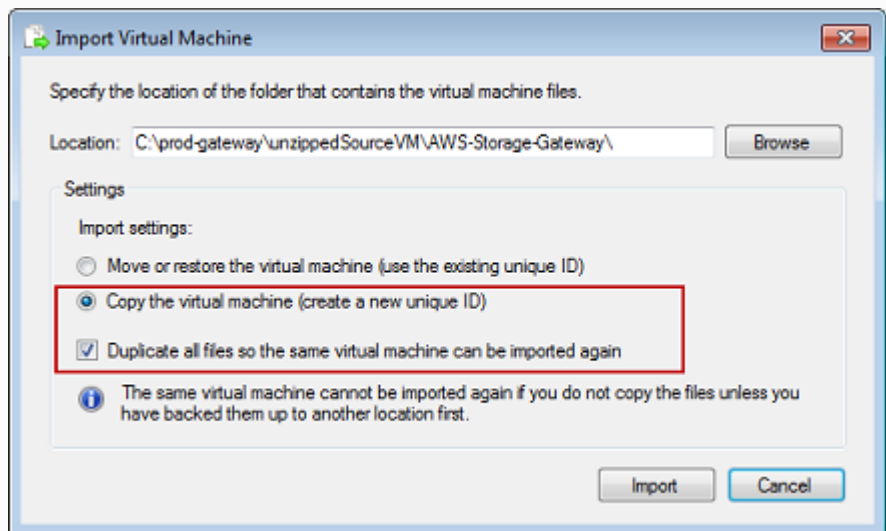 Import Virtual Machine
Specify the location of the folder that contains the virtual machine files.
Location: C:\prod-gateway\unzippedSourceVM\AWS-Storage-Gateway\ Browse
Settings
Import settings:
Move or restore the virtual machine (use the existing unique ID)
Copy the virtual machine (create a new unique ID)
Duplicate all files so the same virtual machine can be imported again
The same virtual machine cannot be imported again if you do not copy the files unless you
have backed them up to another location first.
Import Cancel